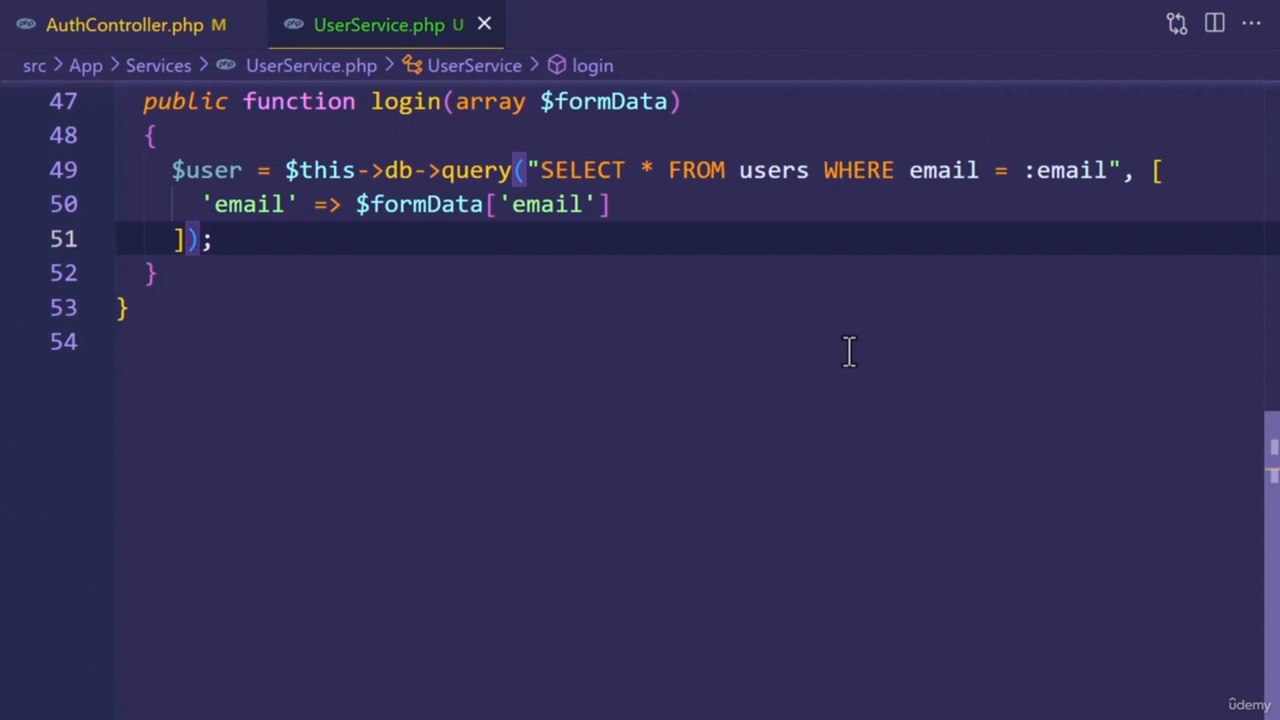 AuthController.php M UserService.php U
src > App > Services > UserService.php > UserService > login
47 public function login(array $formData)
48 {
49 $user = $this->db->query("SELECT * FROM users WHERE email = :email", [
50 'email' => $formData['email']
51 ]);
52 }
53 }
54
ûdemy